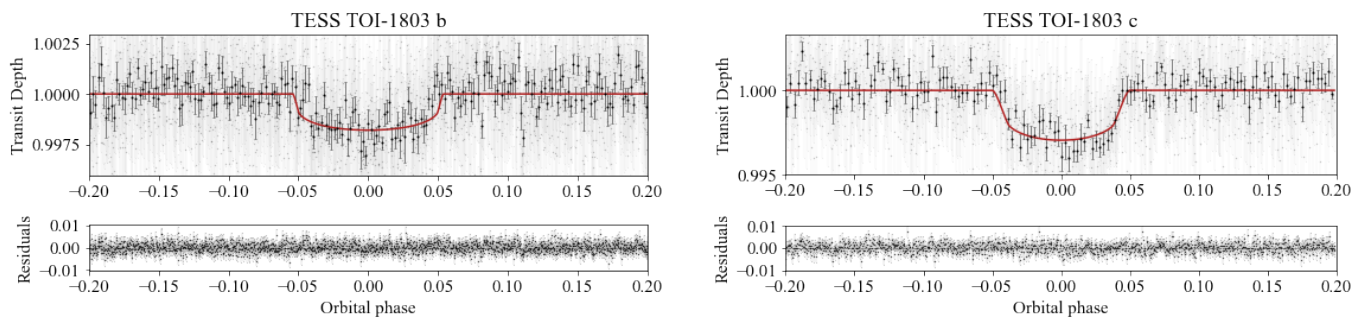 TESS TOI-1803 b
Transit Depth
1.0025
1.0000
0.9975
−0.20 −0.15 −0.10 −0.05 0.00 0.05 0.10 0.15 0.20
Residuals
0.01
0.00
−0.01
−0.20 −0.15 −0.10 −0.05 0.00 0.05 0.10 0.15 0.20
Orbital phase
TESS TOI-1803 c
Transit Depth
1.000
0.995
−0.20 −0.15 −0.10 −0.05 0.00 0.05 0.10 0.15 0.20
Residuals
0.01
0.00
−0.01
−0.20 −0.15 −0.10 −0.05 0.00 0.05 0.10 0.15 0.20
Orbital phase